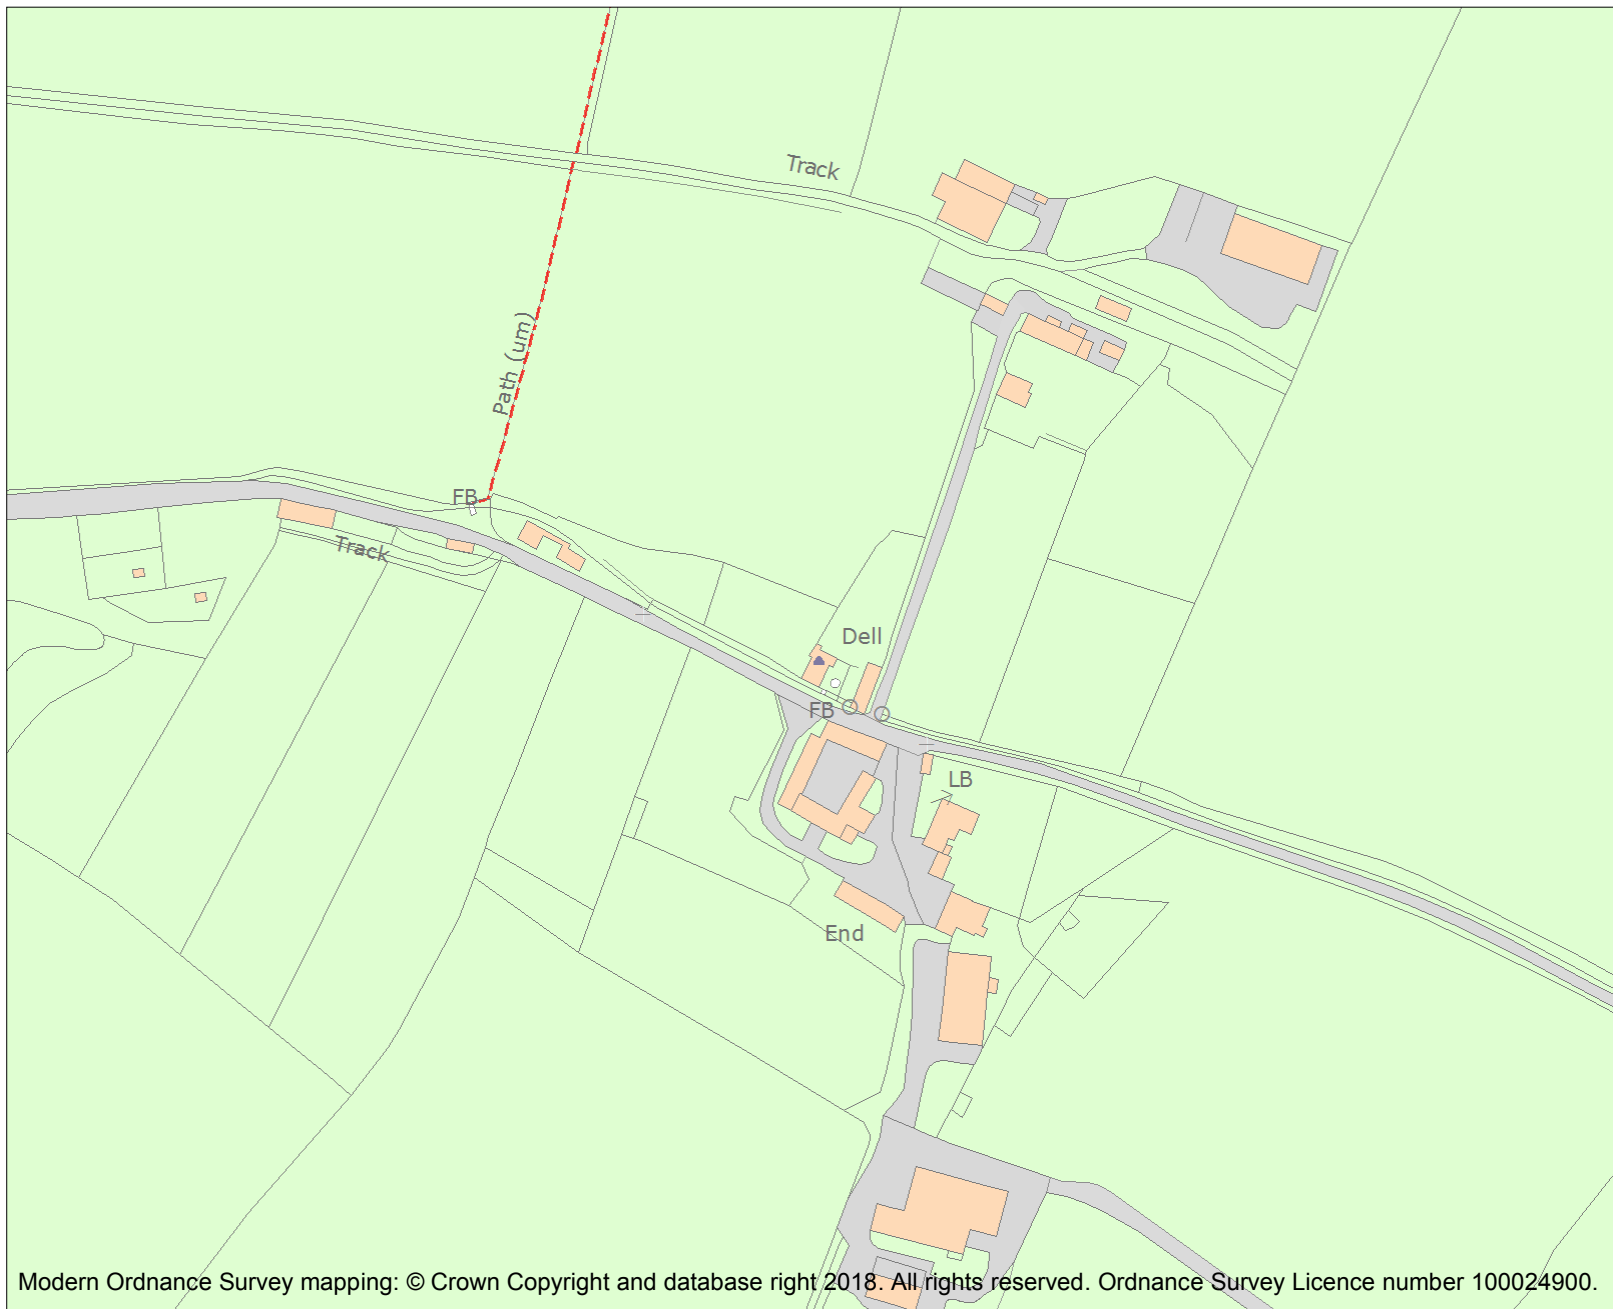 Track
Path (um)
FB
Track
Dell
FB
LB
End
Modern Ordnance Survey mapping: © Crown Copyright and database right 2018. All rights reserved. Ordnance Survey Licence number 100024900.